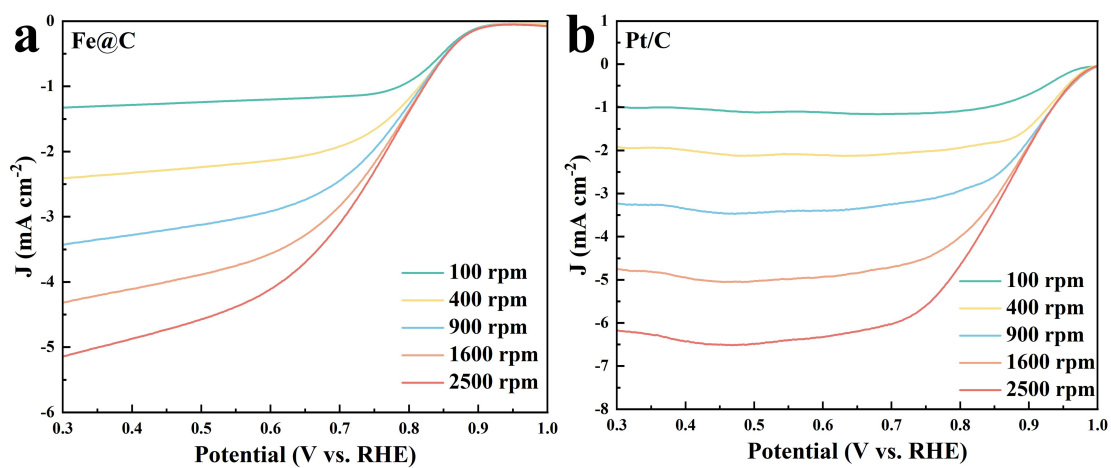 a
Fe@C
0
-1
-2
-3
-4
-5
-6
J (mA cm-2)
100 rpm
400 rpm
900 rpm
1600 rpm
2500 rpm
0.3 0.4 0.5 0.6 0.7 0.8 0.9 1.0
Potential (V vs. RHE)
b
Pt/C
1
0
-1
-2
-3
-4
-5
-6
-7
-8
J (mA cm-2)
100 rpm
400 rpm
900 rpm
1600 rpm
2500 rpm
0.3 0.4 0.5 0.6 0.7 0.8 0.9 1.0
Potential (V vs. RHE)